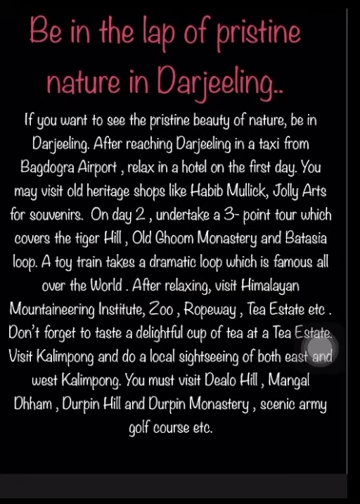 Be in the lap of pristine
nature in Darjeeling..
If you want to see the pristine beauty of nature, be in
Darjeeling. After reaching Darjeeling in a taxi from
Bagdogra Airport , relax in a hotel on the first day. You
may visit old heritage shops like Habib Mullick, Jolly Arts
for souvenirs. On day 2 , undertake a 3- point tour which
covers the tiger Hill , Old Ghoom Monastery and Batasia
loop. A toy train takes a dramatic loop which is famous all
over the World . After relaxing, visit Himalayan
Mountaineering Institute, Zoo , Ropeway , Tea Estate etc .
Don't forget to taste a delightful cup of tea at a Tea Estate.
Visit Kalimpong and do a local sightseeing of both east and
west Kalimpong. You must visit Dealo Hill , Mangal
Dhham , Durpin Hill and Durpin Monastery , scenic army
golf course etc.